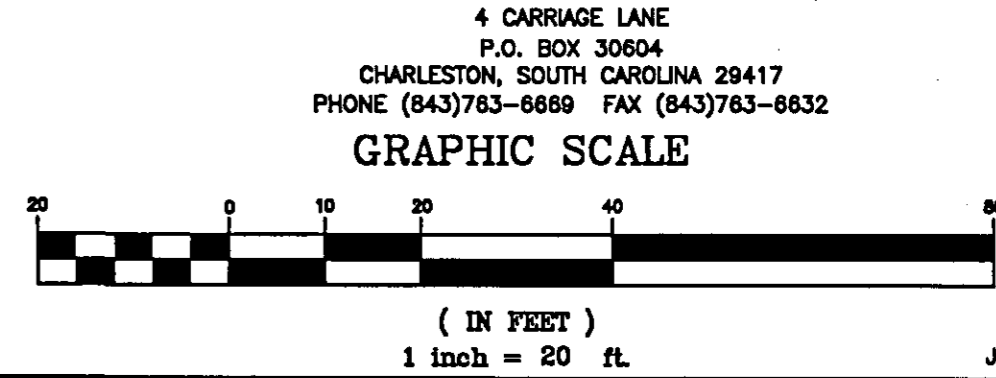 4 CARRIAGE LANE
P.O. BOX 30604
CHARLESTON, SOUTH CAROLINA 29417
PHONE (843)763-6669 FAX (843)763-6632
GRAPHIC SCALE
20 0 10 20 40
( IN FEET )
1 inch = 20 ft.